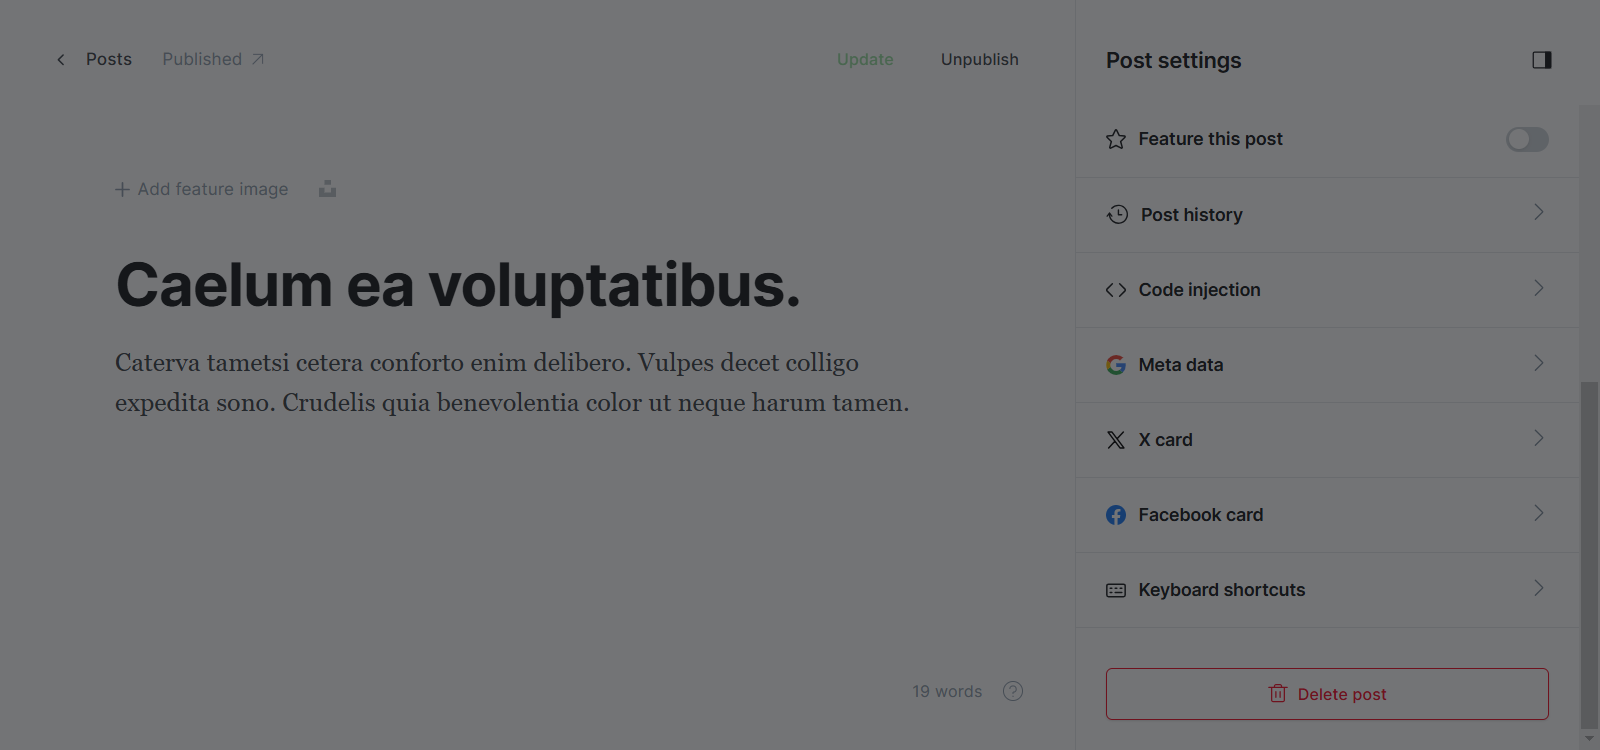 Posts
Published
Update
Unpublish
Post settings
Feature this post
Add feature image
Post history
Caelum ea voluptatibus.
Code injection
Caterva tametsi cetera conforto enim delibero. Vulpes decet colligo
expedita sono. Crudelis quia benevolentia color ut neque harum tamen.
Meta data
X card
Facebook card
Keyboard shortcuts
19 words
Delete post